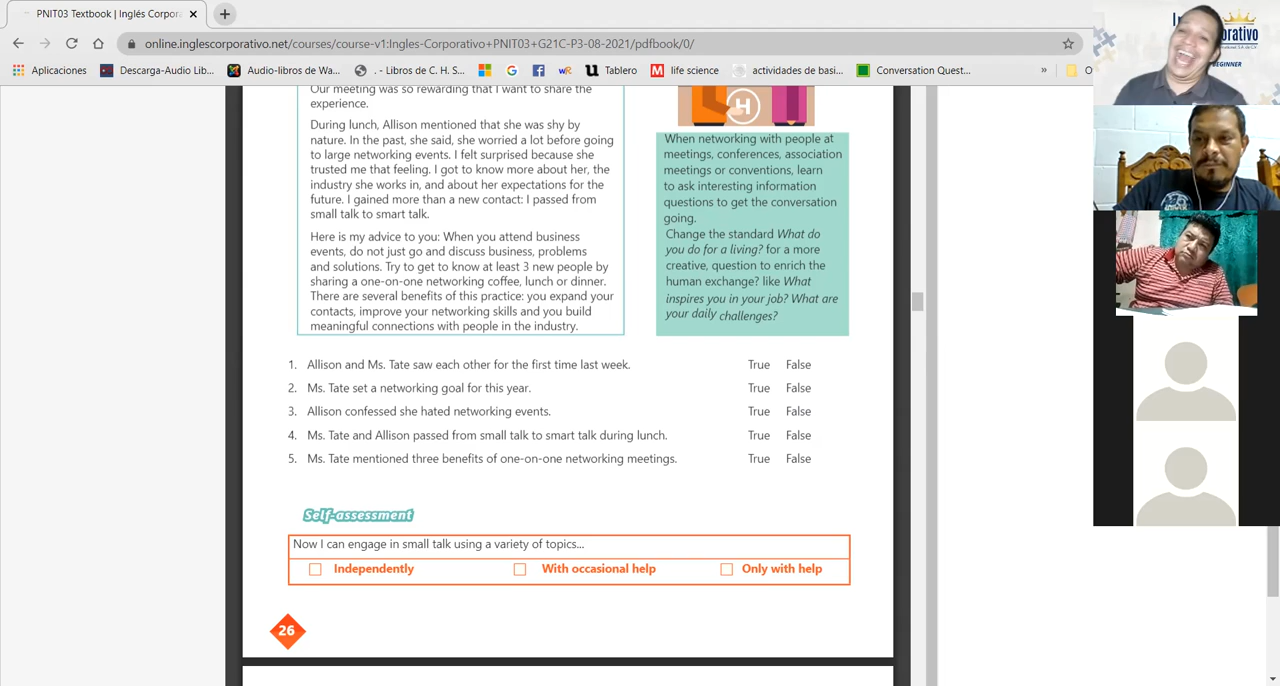 PNIT03 Textbook | Inglés Corpora
online.inglescorporativo.net/courses/course-v1:Ingles-Corporativo+PNIT03+G21C-P3-08-2021/pdfbook/0/
Aplicaciones
Descarga Audio Lib...
Audio-libros de Wa...
. - Libros de C. H. S...
Tablero
life science
actividades de basi...
Conversation Quest...
»
Our meeting was so rewarding that I want to share the
experience.
During lunch, Allison mentioned that she was shy by
nature. In the past, she said, she worried a lot before going
to large networking events. I felt surprised because she
trusted me that feeling. I got to know more about her, the
industry she works in, and about her expectations for the
future. I gained more than a new contact: I passed from
small talk to smart talk.
Here is my advice to you: When you attend business
events, do not just go and discuss business, problems
and solutions. Try to get to know at least 3 new people by
sharing a one-on-one networking coffee, lunch or dinner.
There are several benefits of this practice: you expand your
contacts, improve your networking skills and you build
meaningful connections with people in the industry.
H
When networking with people at
meetings, conferences, association
meetings or conventions, learn
to ask interesting information
questions to get the conversation
going.
Change the standard What do
you do for a living? for a more
creative, question to enrich the
human exchange? like What
inspires you in your job? What are
your daily challenges?
1. Allison and Ms. Tate saw each other for the first time last week. True False
2. Ms. Tate set a networking goal for this year. True False
3. Allison confessed she hated networking events. True False
4. Ms. Tate and Allison passed from small talk to smart talk during lunch. True False
5. Ms. Tate mentioned three benefits of one-on-one networking meetings. True False
Self-assessment
Now I can engage in small talk using a variety of topics...
Independently With occasional help Only with help
26